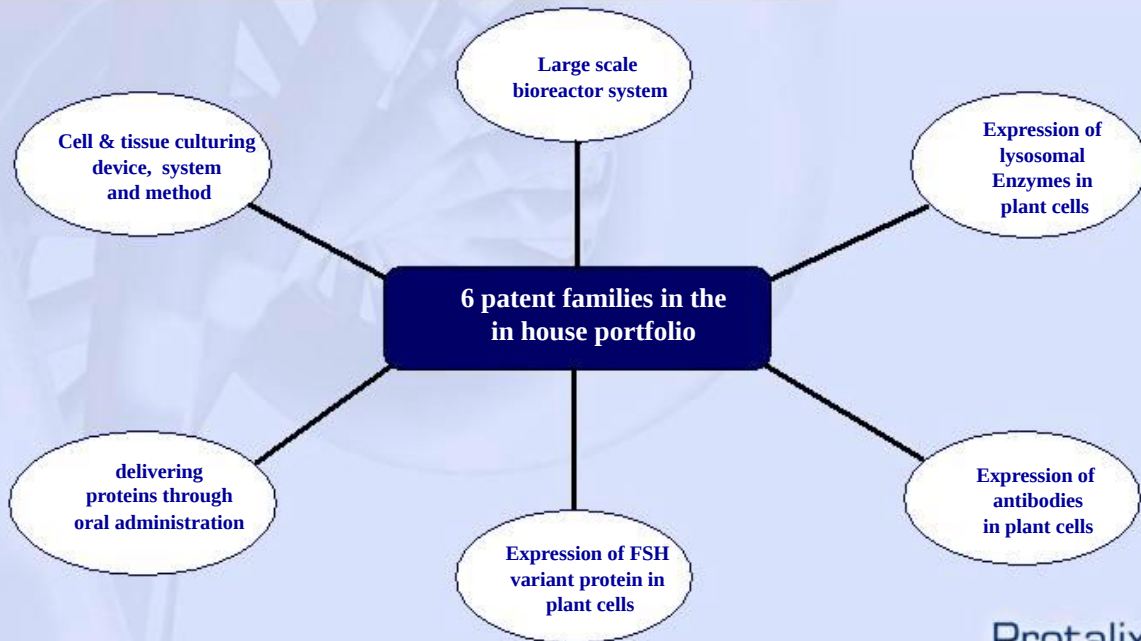 Large scale
bioreactor system
Cell & tissue culturing
device, system
and method
Expression of
lysosomal
Enzymes in
plant cells
6 patent families in the
in house portfolio
delivering
proteins through
oral administration
Expression of FSH
variant protein in
plant cells
Expression of
antibodies
in plant cells
Protalix